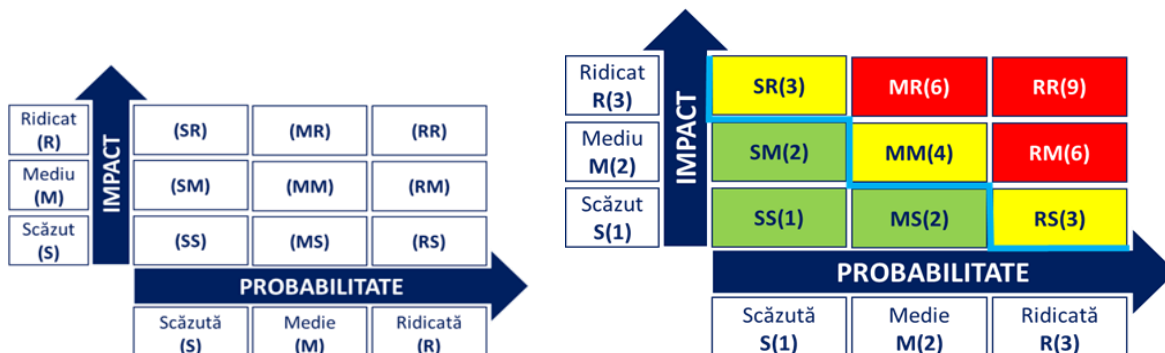 Ridicat
(R)
Mediu
(M)
Scăzut
(S)
IMPACT
(SR) (MR) (RR)
(SM) (MM) (RM)
(SS) (MS) (RS)
PROBABILITATE
Scăzută
(S)
Medie
(M)
Ridicată
(R)
Ridicat
R(3)
Mediu
M(2)
Scăzut
S(1)
IMPACT
SR(3) MR(6) RR(9)
SM(2) MM(4) RM(6)
SS(1) MS(2) RS(3)
PROBABILITATE
Scăzută
S(1)
Medie
M(2)
Ridicată
R(3)